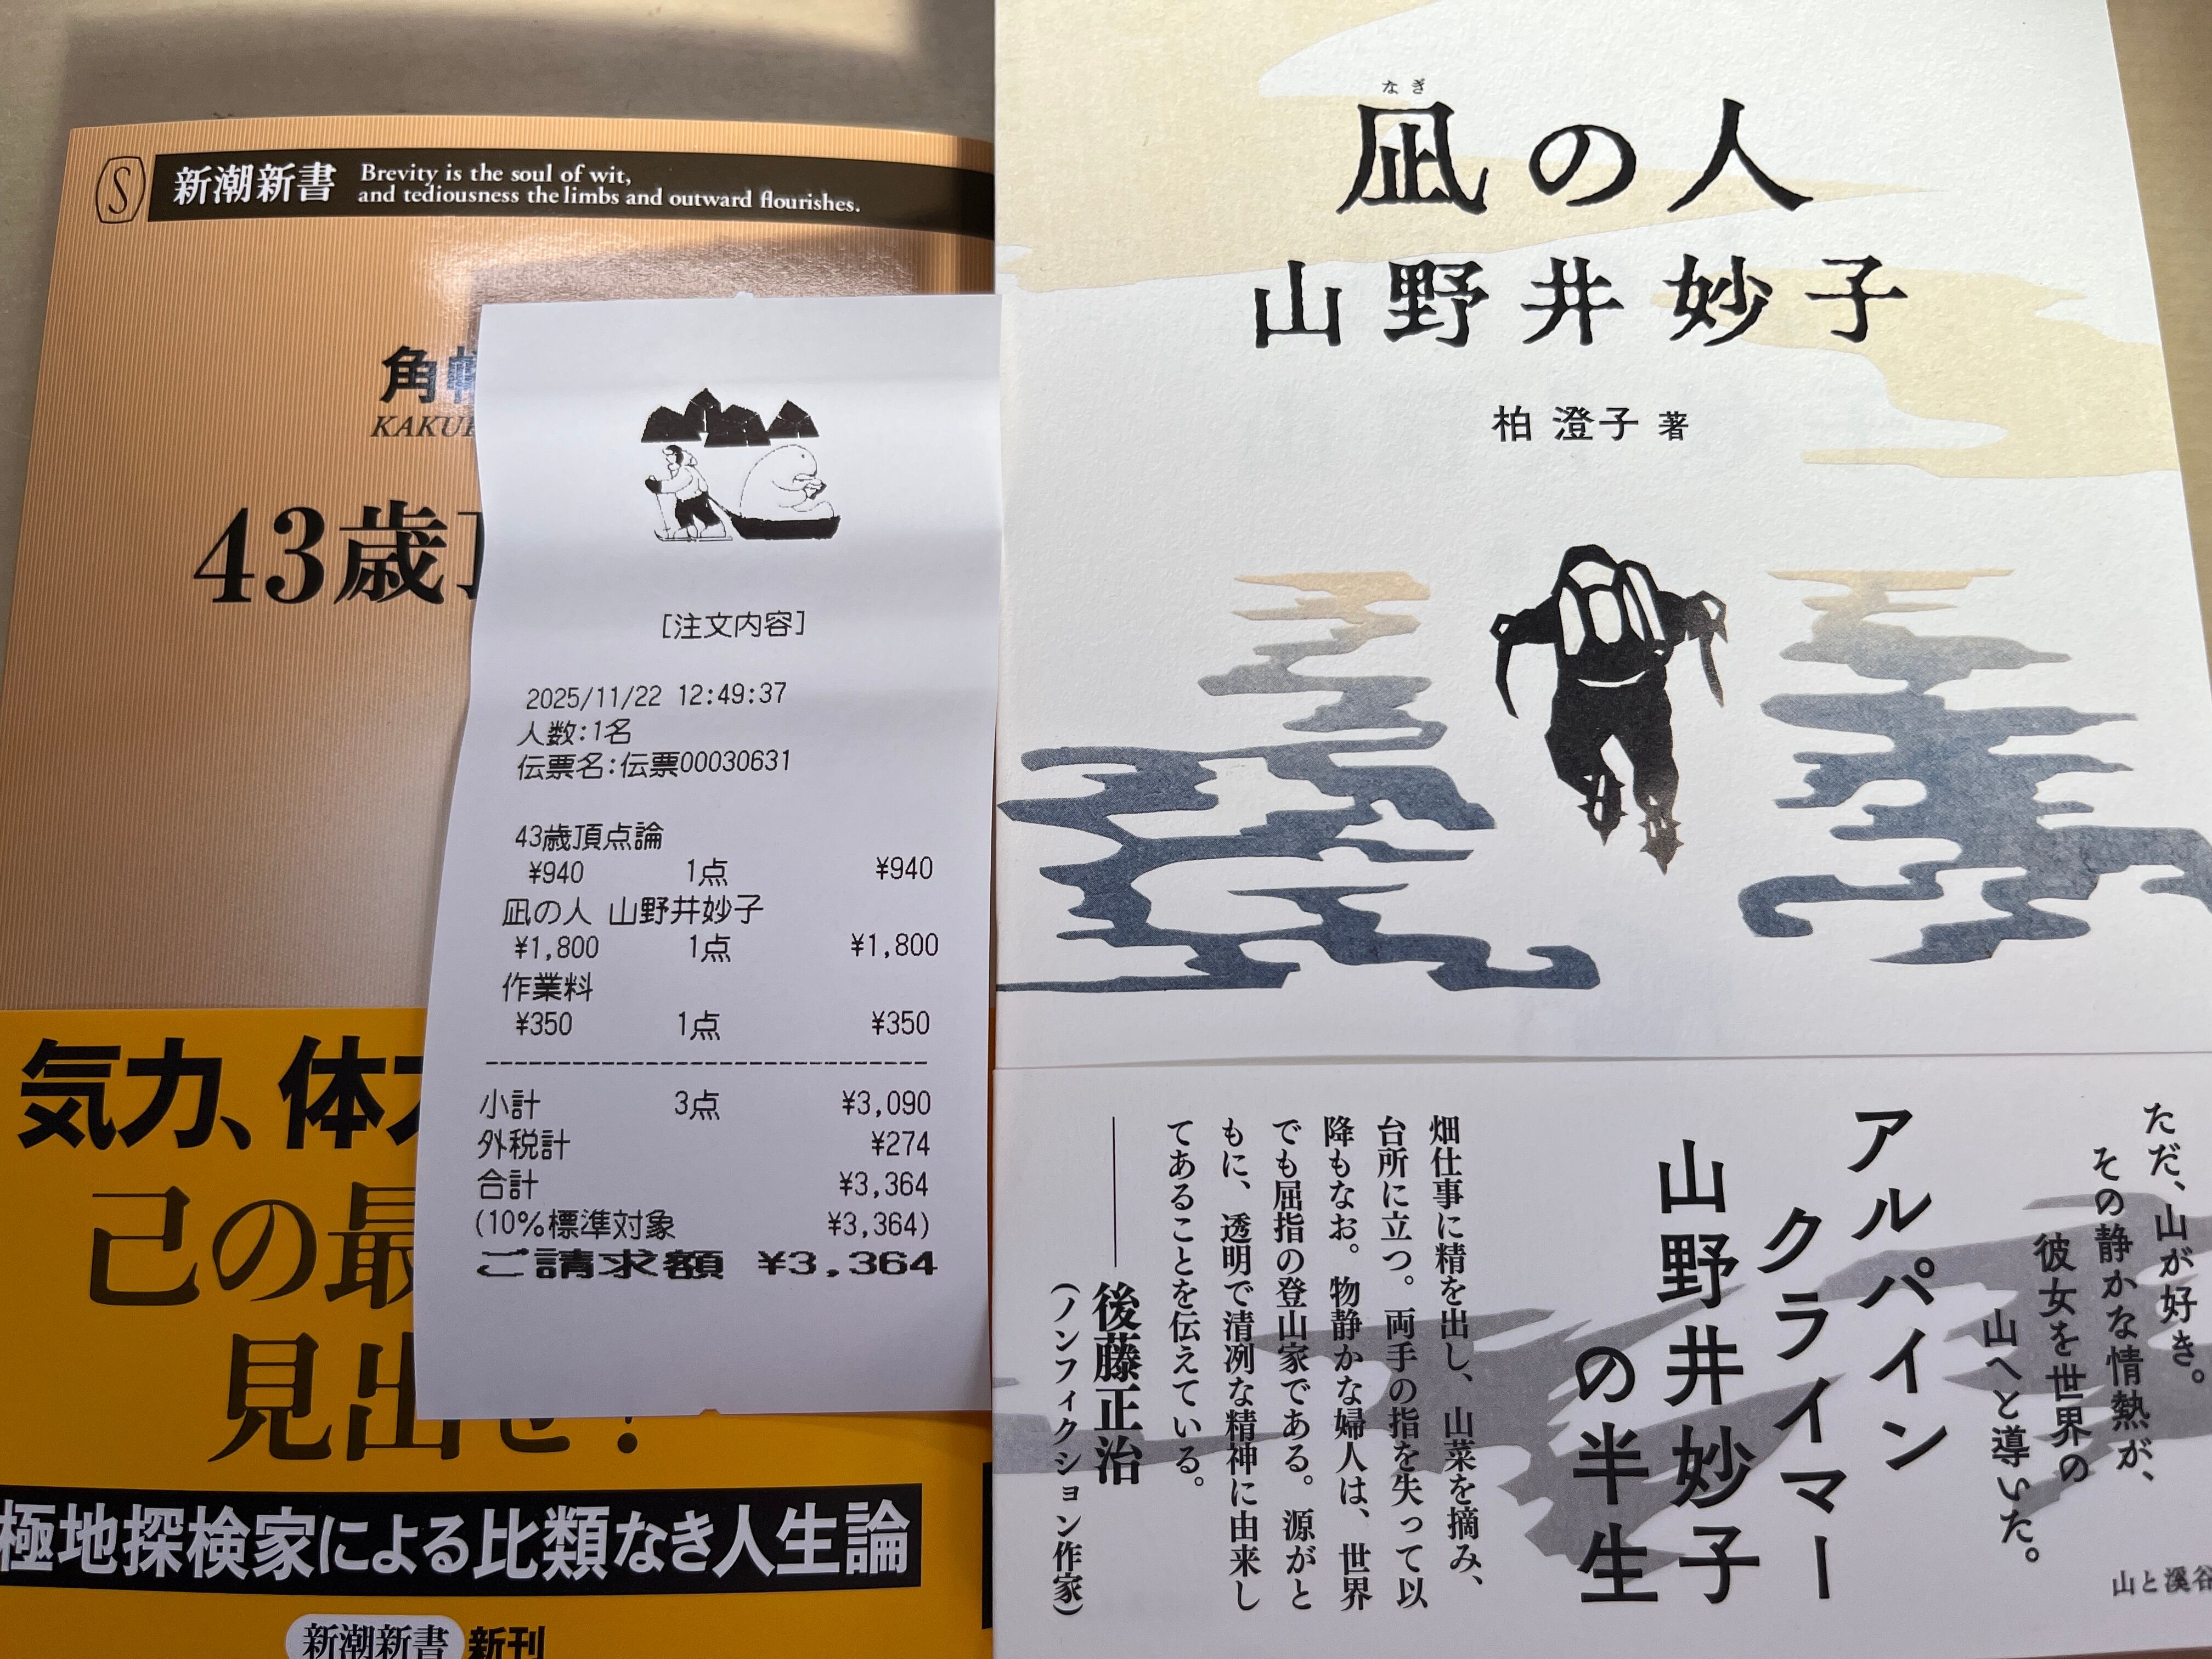 S
新潮新書
Brevity is the soul of wit,
and tediousness the limbs and outward flourishes.
角
43歳
気力、体
己の最
見出せ!
極地探検家による比類なき人生論
新潮新書 新刊
[注文内容]
2025/11/22 12:49:37
人数:1名
伝票名:伝票00030631
43歳頂点論
¥940 1点 ¥940
凪の人 山野井妙子
¥1,800 1点 ¥1,800
作業料
¥350 1点 ¥350
小計 3点 ¥3,090
外税計 ¥274
合計 ¥3,364
(10%標準対象 ¥3,364)
ご請求額 ¥3,364
なぎ
凪の人
山野井妙子
柏 澄子 著
ただ、山が好き。
その静かな情熱が、
彼女を世界の
山へと導いた。
アルパイン
クライマー
山野井妙子
の半生
畑仕事に精を出し、山菜を摘み、
台所に立つ。両手の指を失って以
降もなお。物静かな婦人は、世界
でも屈指の登山家である。源がと
もに、透明で清冽な精神に由来し
てあることを伝えている。
――後藤正治
(ノンフィクション作家)
山と溪谷